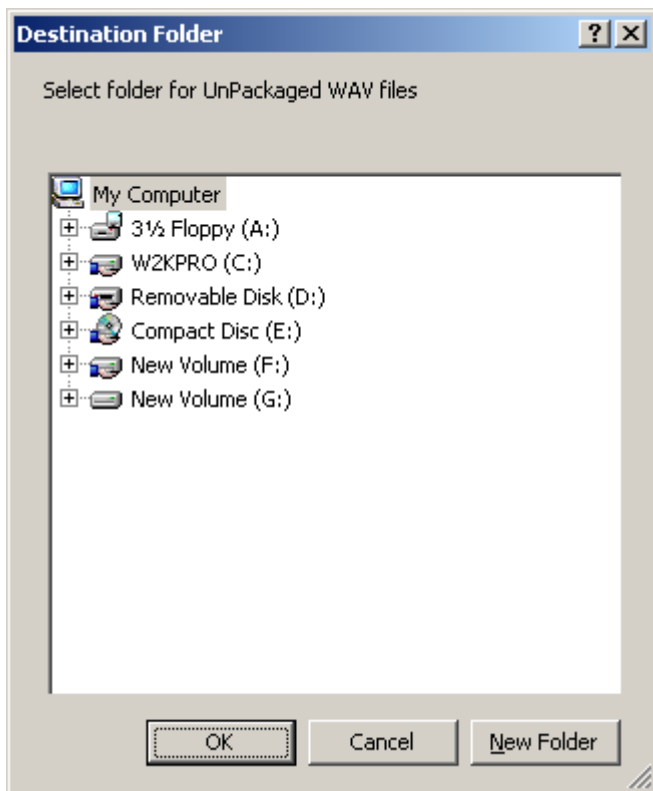 Destination Folder
Select folder for UnPackaged WAV files
My Computer
3½ Floppy (A:)
W2KPRO (C:)
Removable Disk (D:)
Compact Disc (E:)
New Volume (F:)
New Volume (G:)
OK Cancel New Folder